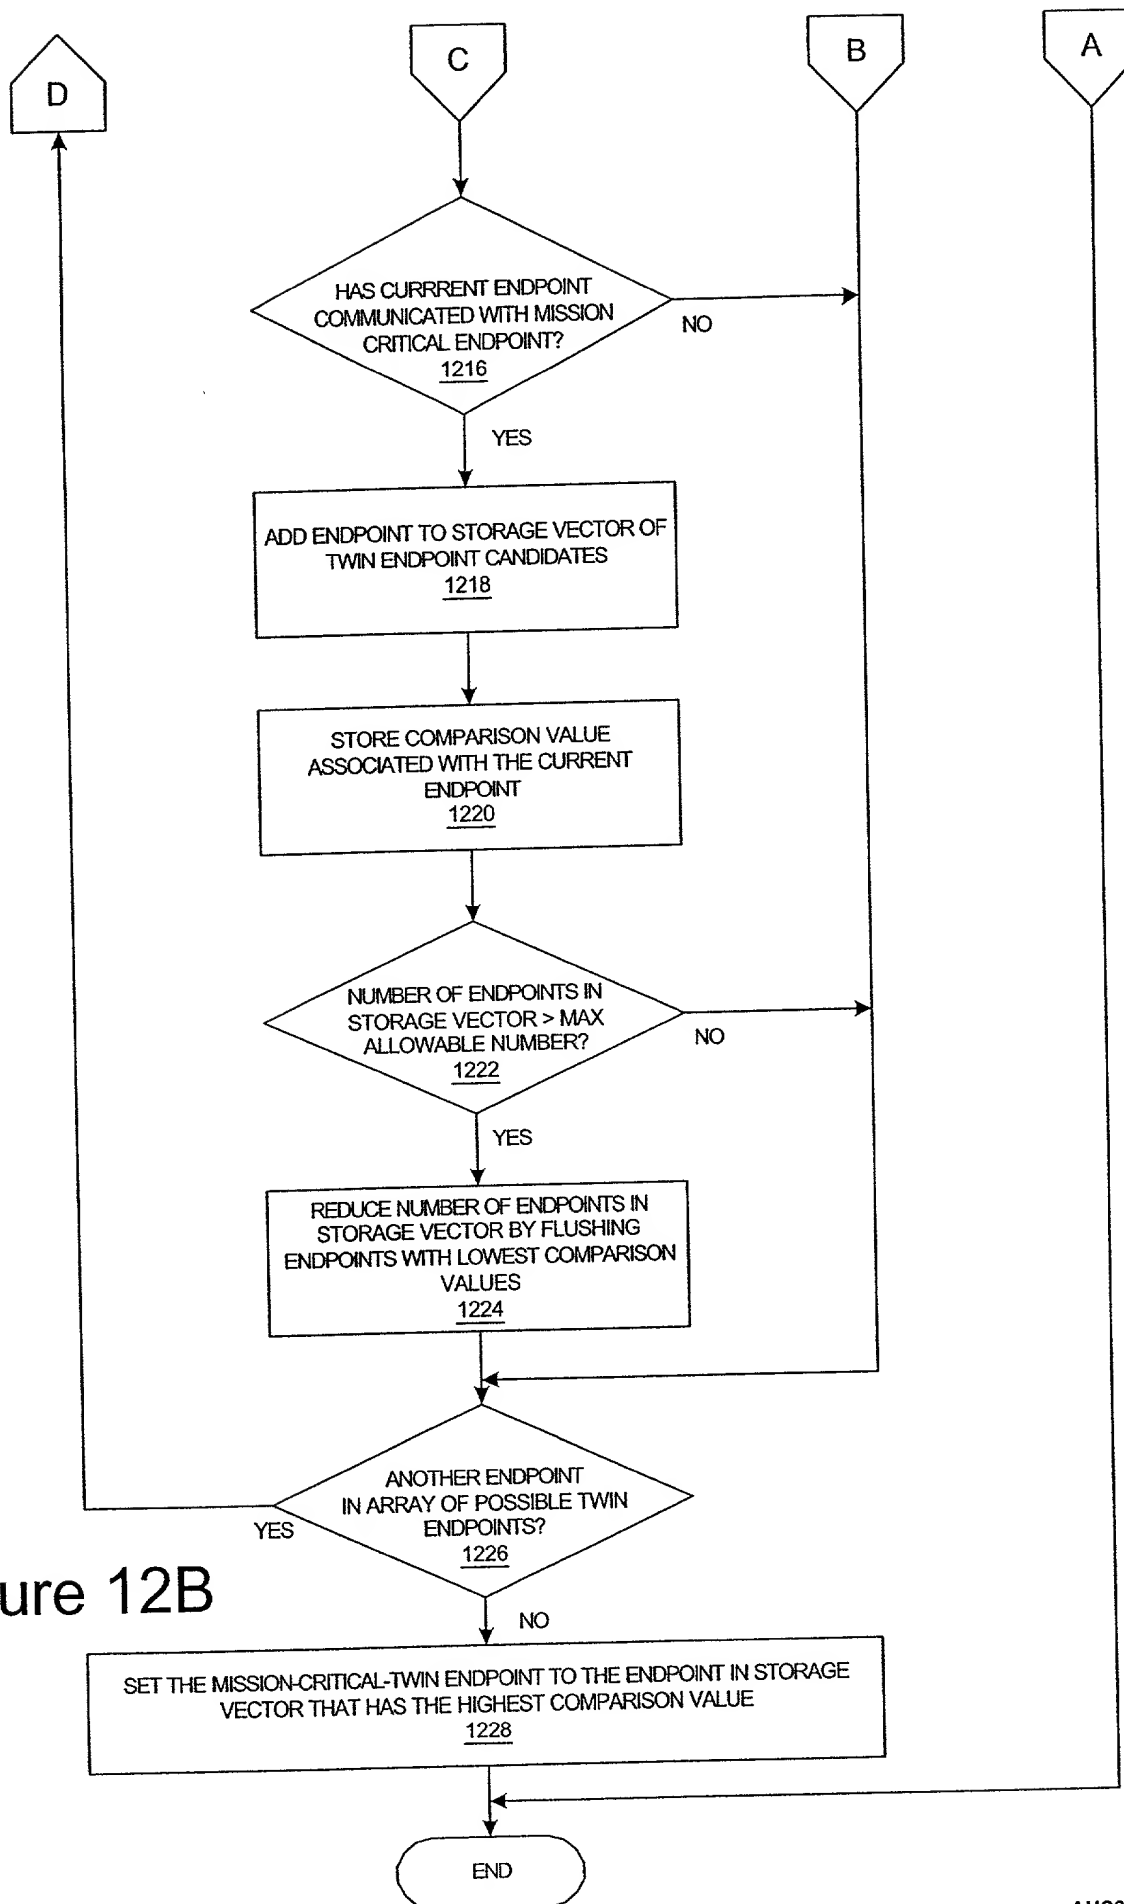 D
C
B
A
HAS CURRRENT ENDPOINT
COMMUNICATED WITH MISSION
CRITICAL ENDPOINT?
1216
NO
YES
ADD ENDPOINT TO STORAGE VECTOR OF
TWIN ENDPOINT CANDIDATES
1218
STORE COMPARISON VALUE
ASSOCIATED WITH THE CURRENT
ENDPOINT
1220
NUMBER OF ENDPOINTS IN
STORAGE VECTOR > MAX
ALLOWABLE NUMBER?
1222
NO
YES
REDUCE NUMBER OF ENDPOINTS IN
STORAGE VECTOR BY FLUSHING
ENDPOINTS WITH LOWEST COMPARISON
VALUES
1224
ANOTHER ENDPOINT
IN ARRAY OF POSSIBLE TWIN
ENDPOINTS?
1226
YES
NO
ure 12B
SET THE MISSION-CRITICAL-TWIN ENDPOINT TO THE ENDPOINT IN STORAGE
VECTOR THAT HAS THE HIGHEST COMPARISON VALUE
1228
END